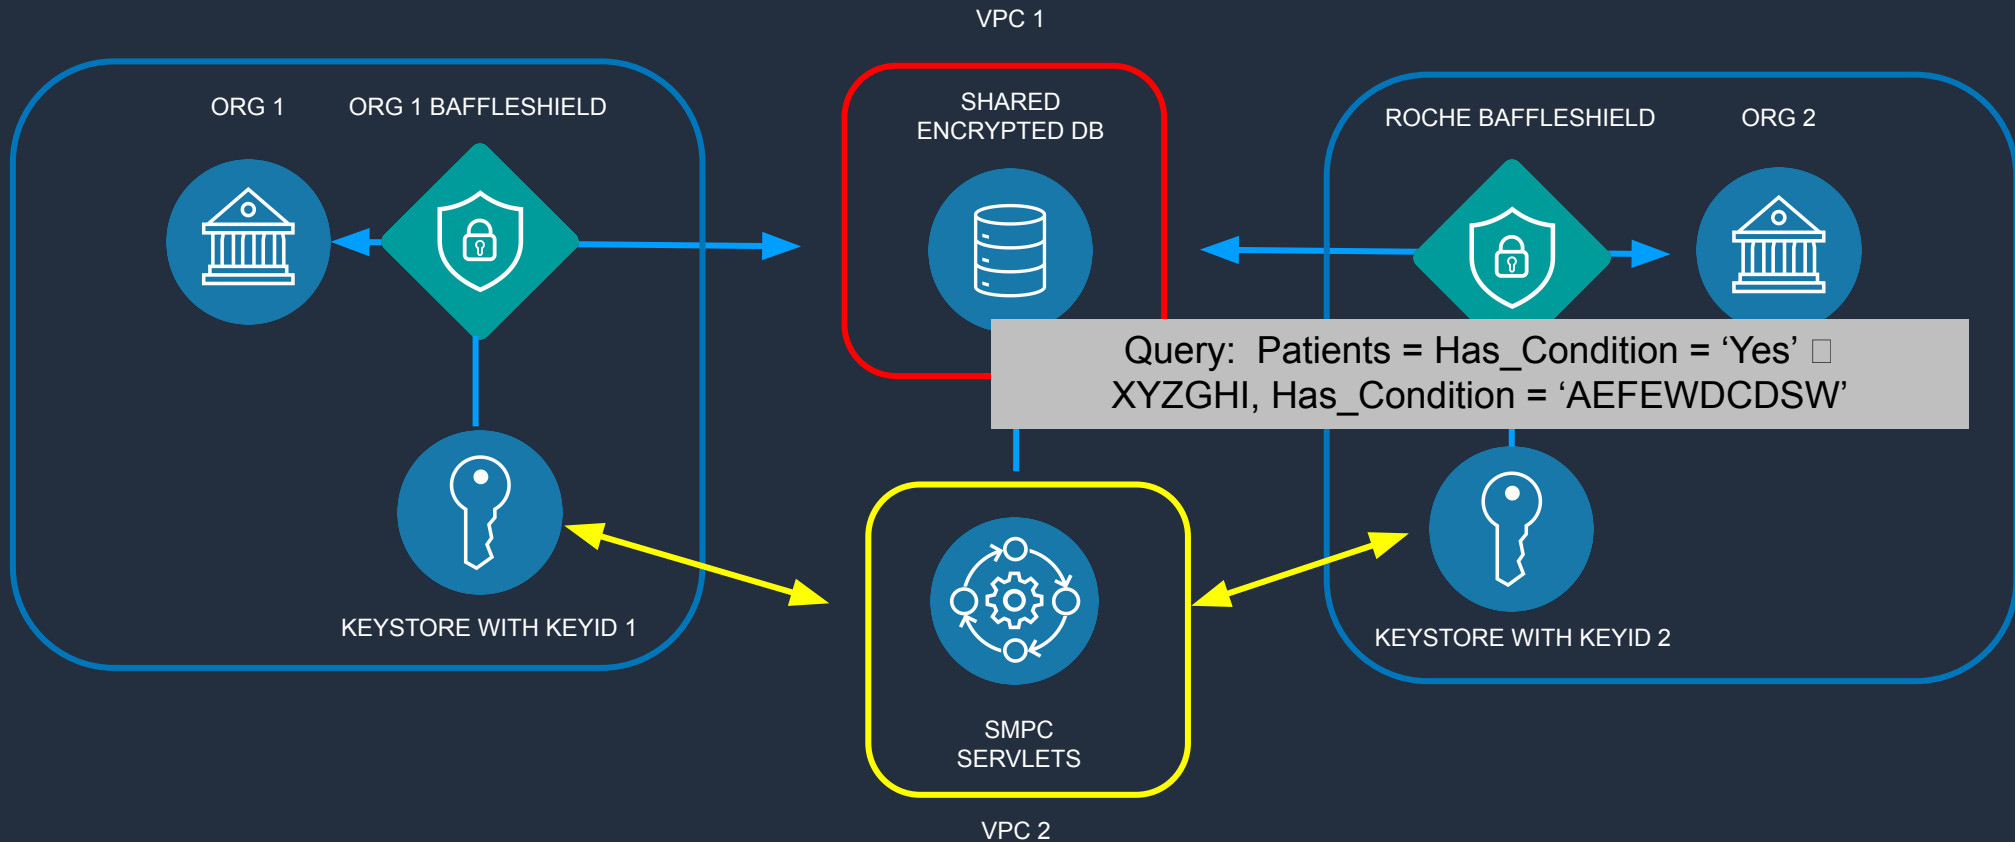 VPC 1
ORG 1
ORG 1 BAFFLESHIELD
SHARED
ENCRYPTED DB
ROCHE BAFFLESHIELD
ORG 2
Query:  Patients = Has_Condition = ‘Yes’ □
XYZGHI, Has_Condition = ‘AEFEWDCDSW’
KEYSTORE WITH KEYID 1
KEYSTORE WITH KEYID 2
SMPC
SERVLETS
VPC 2